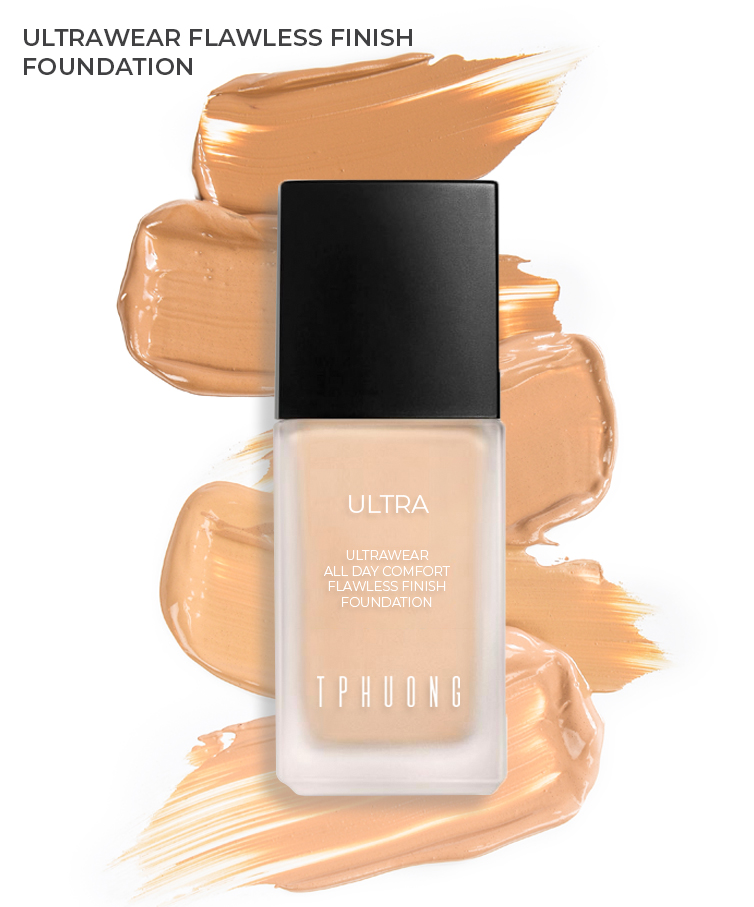 ULTRAWEAR FLAWLESS FINISH
FOUNDATION
ULTRA
ULTRAWEAR
ALL DAY COMFORT
FLAWLESS FINISH
FOUNDATION
TPHUONG